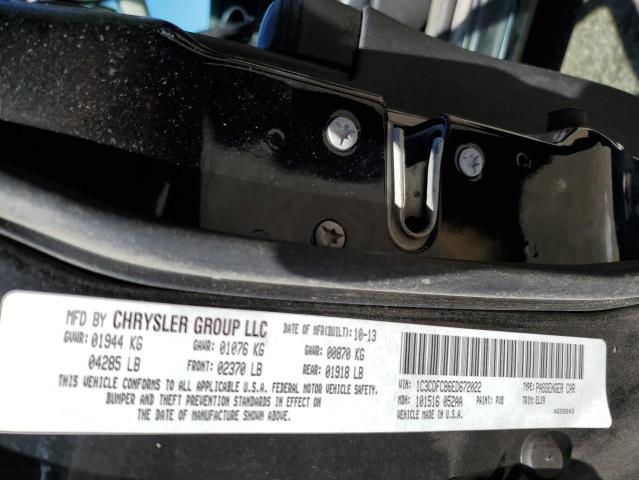 MFD BY CHRYSLER GROUP LLC DATE OF MFR(BUILT) 10-13
GVWR: 01944 KG GAWR: 01076 KG GAWR: 00870 KG
04285 LB FRONT: 02370 LB REAR: 01918 LB
THIS VEHICLE CONFORMS TO ALL APPLICABLE U.S.A. FEDERAL MOTOR VEHICLE SAFETY,
BUMPER AND THEFT PREVENTION STANDARDS IN EFFECT ON
THE DATE OF MANUFACTURE SHOWN ABOVE.
VIN: 1C3CDFCB6ED672022 TYPE: PASSENGER CAR
MDH: 101516 052AA PAINT: PX8 TRIM: ELX9
VEHICLE MADE IN U.S.A.